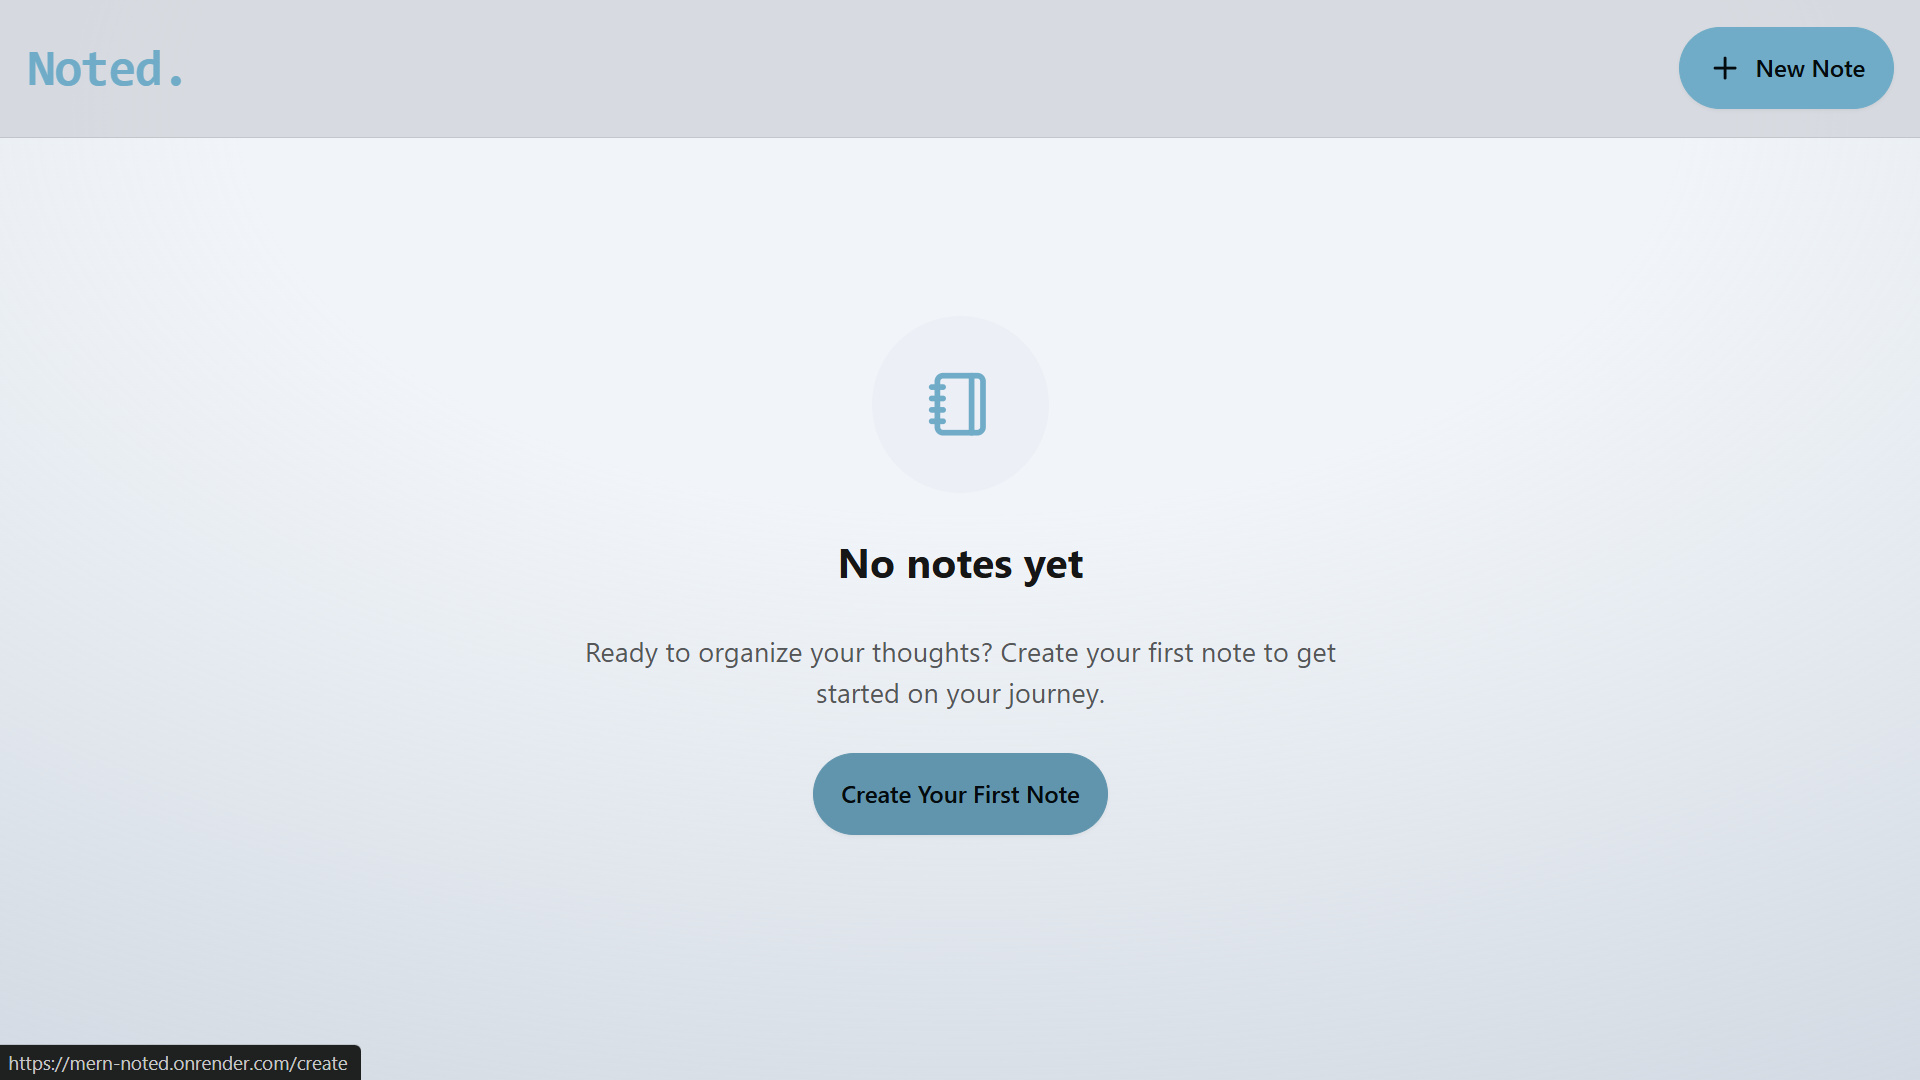 Noted.
New Note
No notes yet
Ready to organize your thoughts? Create your first note to get
started on your journey.
Create Your First Note
https://mern-noted.onrender.com/create